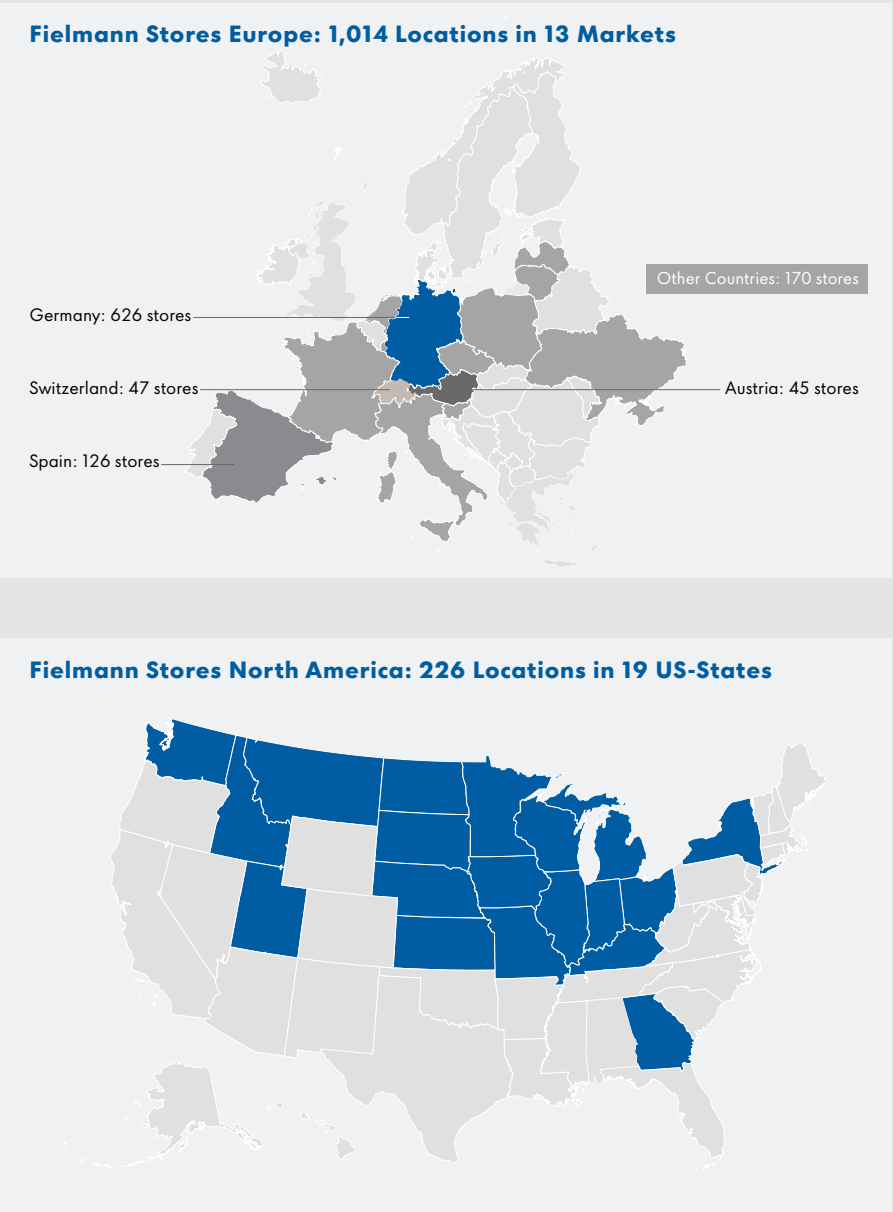 Fielmann Stores Europe: 1,014 Locations in 13 Markets
Other Countries: 170 stores
Germany: 626 stores
Switzerland: 47 stores
Austria: 45 stores
Spain: 126 stores
Fielmann Stores North America: 226 Locations in 19 US-States